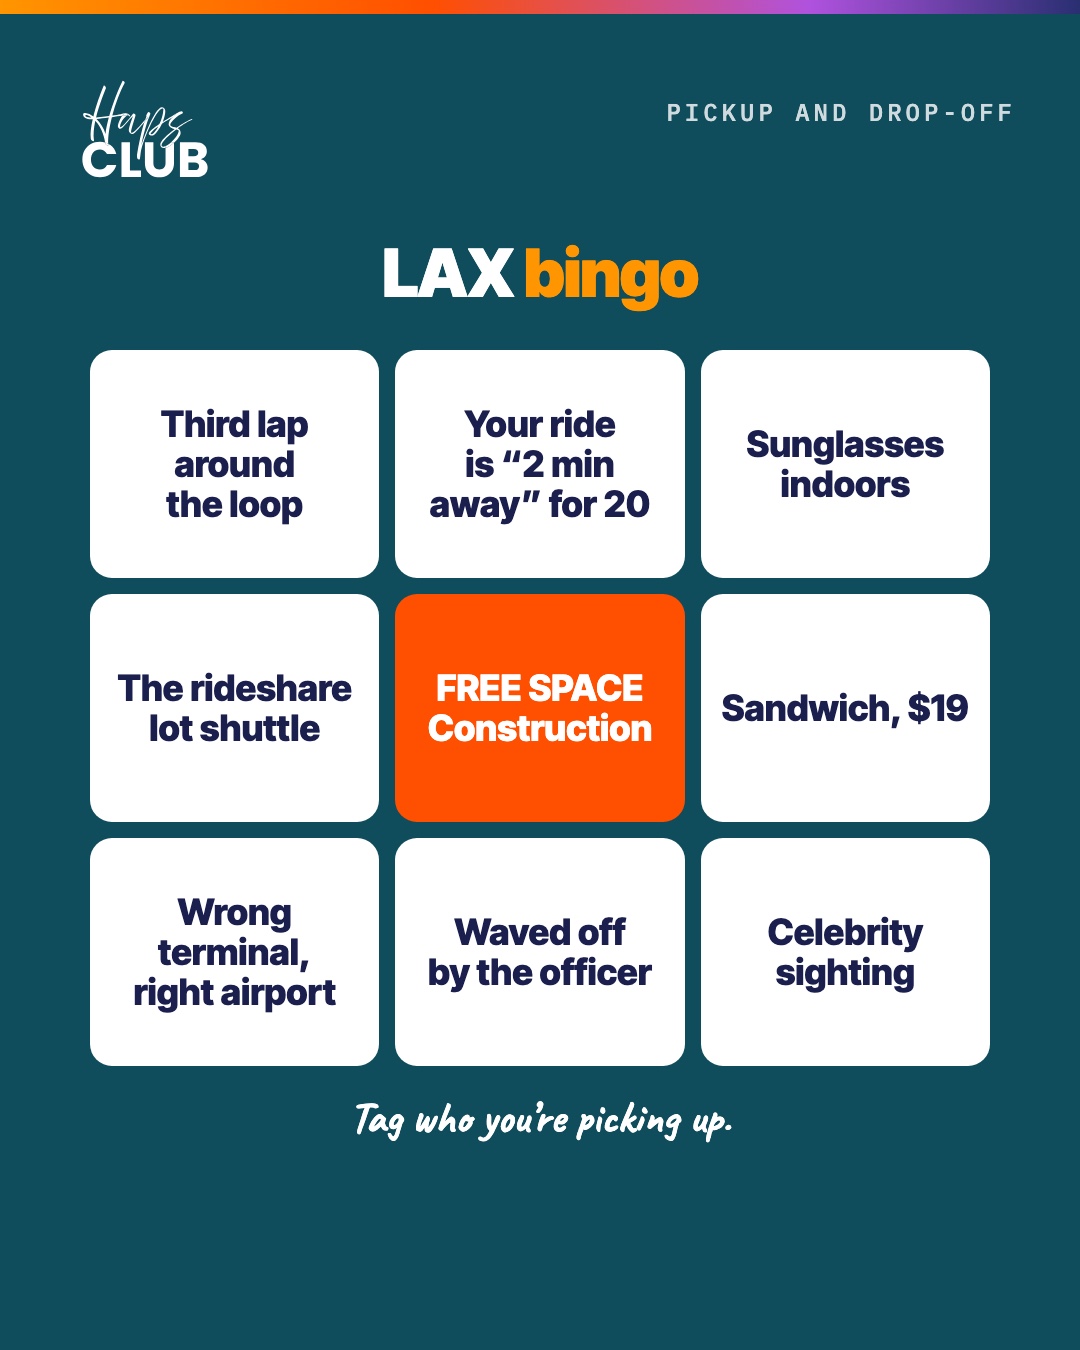 Haps
CLUB
PICKUP AND DROP-OFF
LAX bingo
Third lap
around
the loop
Your ride
is “2 min
away” for 20
Sunglasses
indoors
The rideshare
lot shuttle
FREE SPACE
Construction
Sandwich, $19
Wrong
terminal,
right airport
Waved off
by the officer
Celebrity
sighting
Tag who you’re picking up.